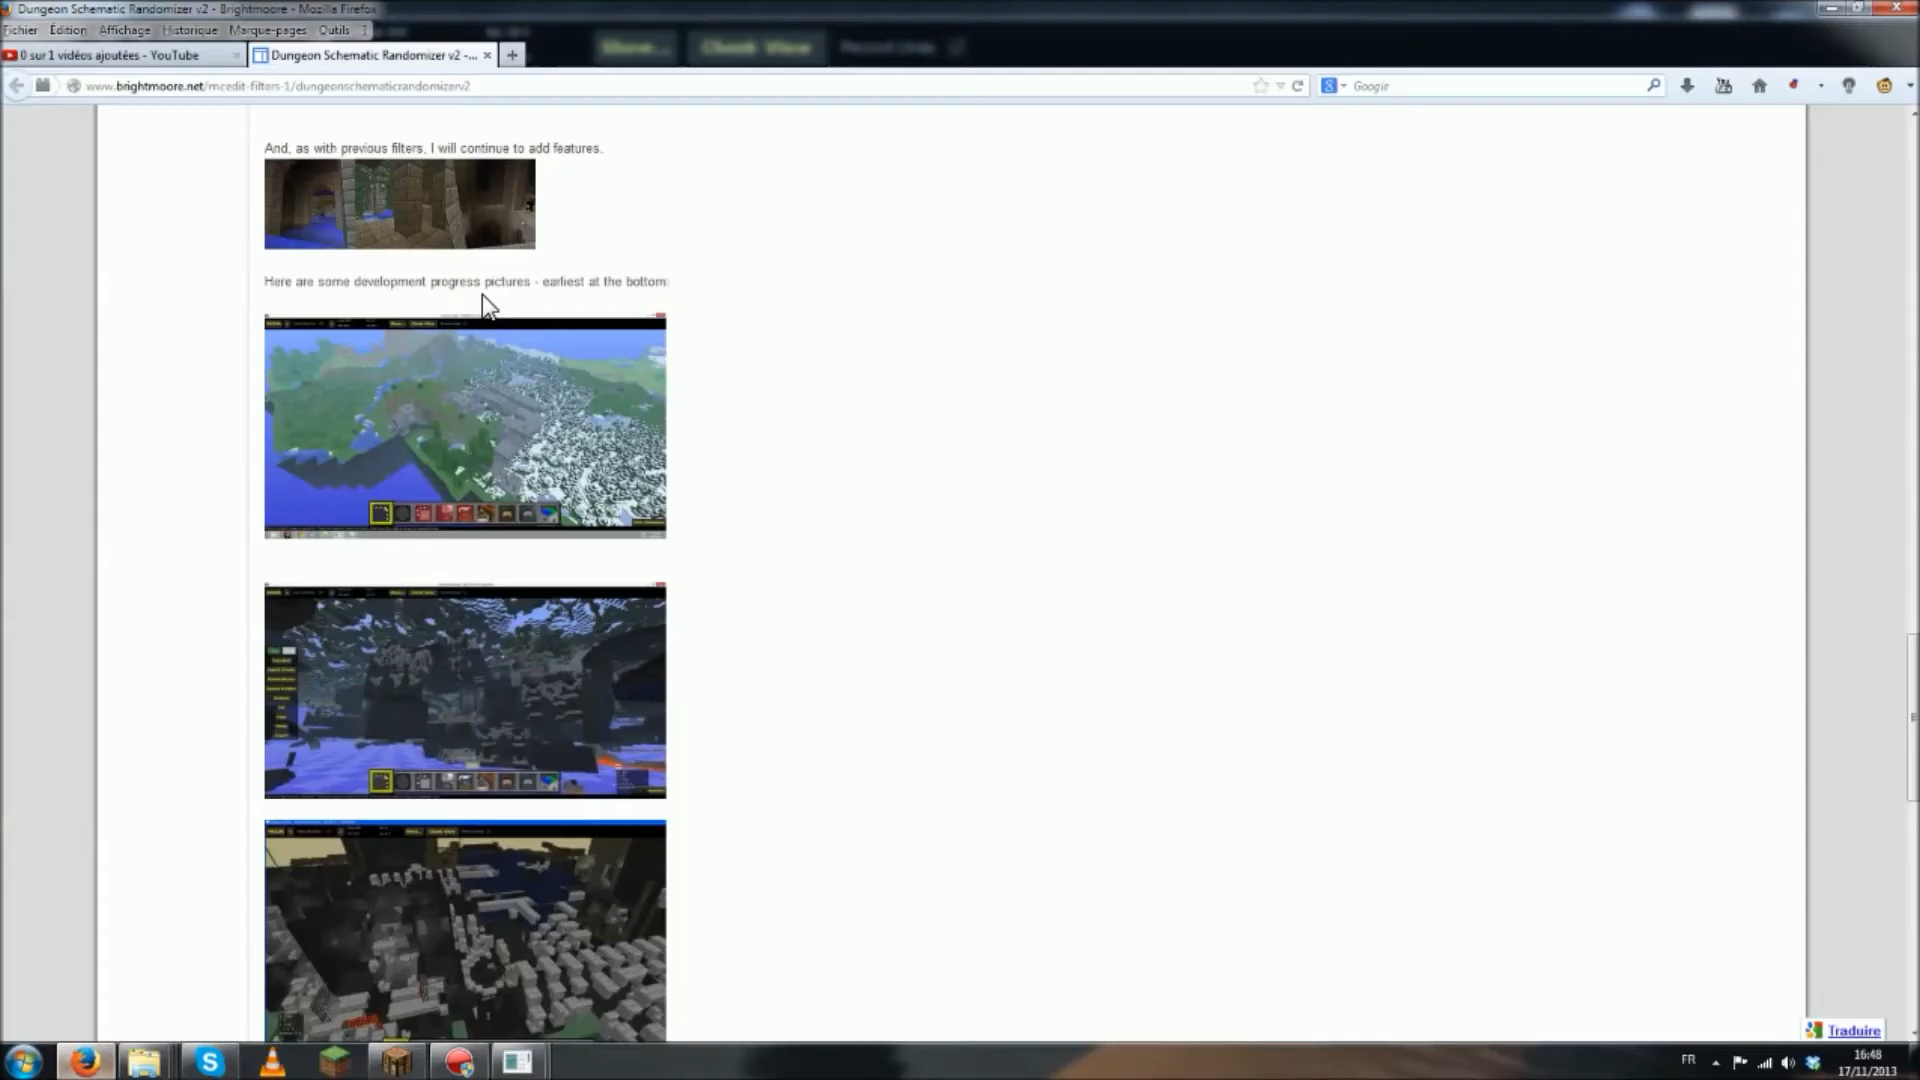 Dungeon Schematic Randomizer v2 - Brightmoore - Mozilla Firefox
Fichier Édition Affichage Historique Marque-pages Outils ?
0 sur 1 vidéos ajoutées - YouTube
Dungeon Schematic Randomizer v2 -...
www.brightmoore.net/mcedit-filters-1/dungeonschematicrandomizerv2
Google
And, as with previous filters, I will continue to add features.
Here are some development progress pictures - earliest at the bottom:
Traduire
FR
16:48
17/11/2013